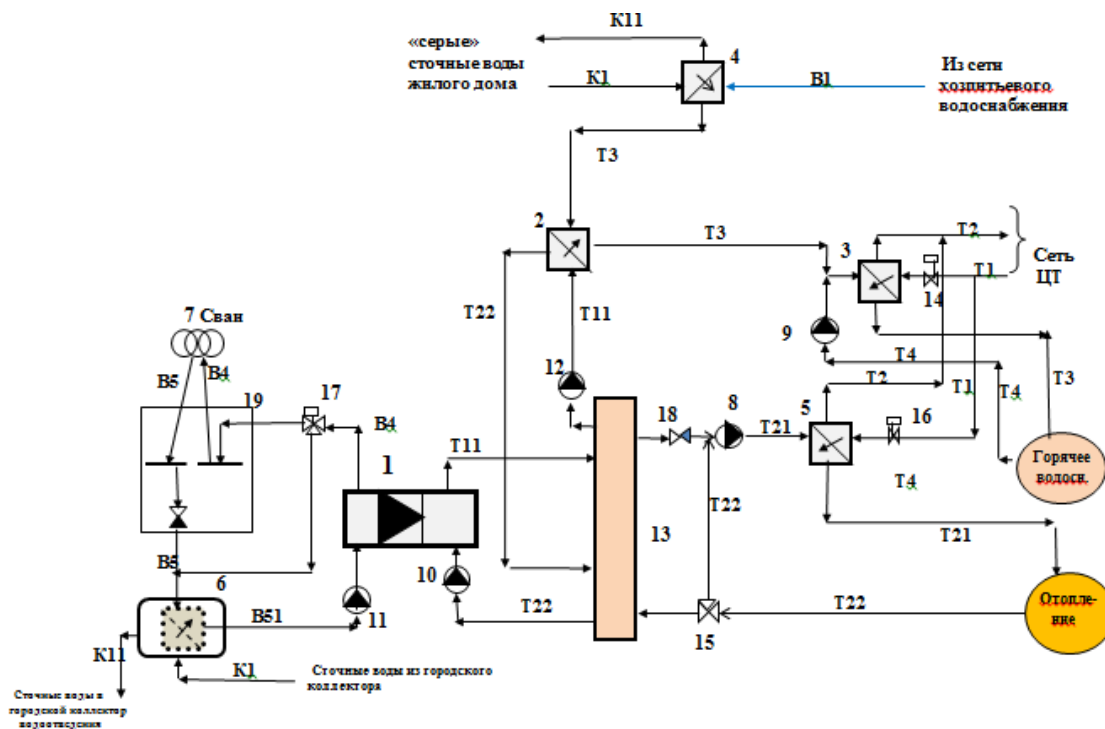 К11
«серые»
сточные воды
жилого дома
4
К1
В1
Из сети
хозпитьевого
водоснабжения
Т3
2
Т3
Т2
3
Т1
Сеть
ЦТ
14
Т22
Т11
9
7 Сван
В5
В4
12
Т4
Т2
Т1
Т4
Т3
19
17
В4
18
8
Т21
5
16
Т11
1
Горячее
водосн.
Т4
Т22
Т21
13
В5
6
10
Т22
15
Т22
Отопле-
ние
В51
11
К11
К1
Сточные воды из городского
коллектора
Сточные воды в
городской коллектор
водоотведения